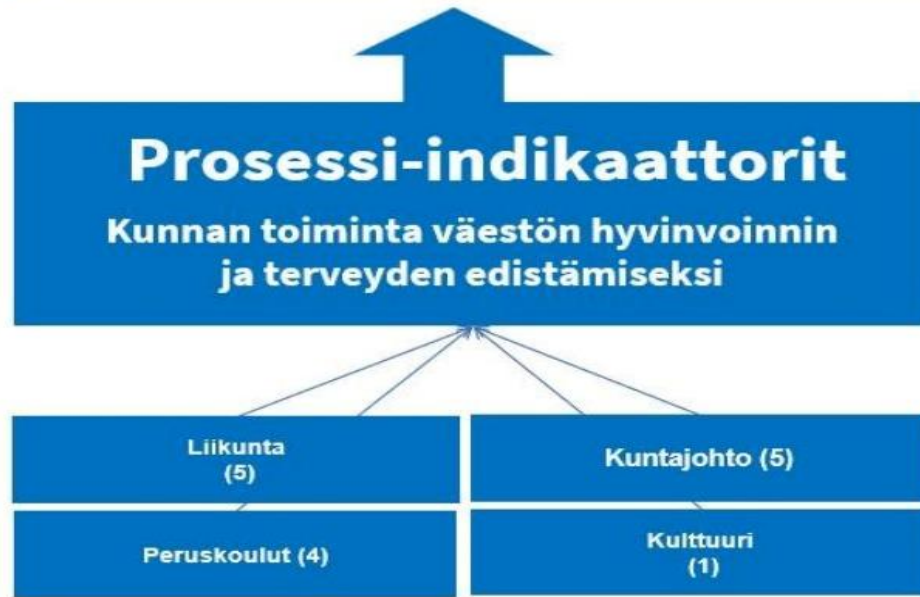 Prosessi-indikaattorit
Kunnan toiminta väestön hyvinvoinnin
ja terveyden edistämiseksi
Liikunta
(5)
Kuntajohto (5)
Peruskoulut (4)
Kulttuuri
(1)